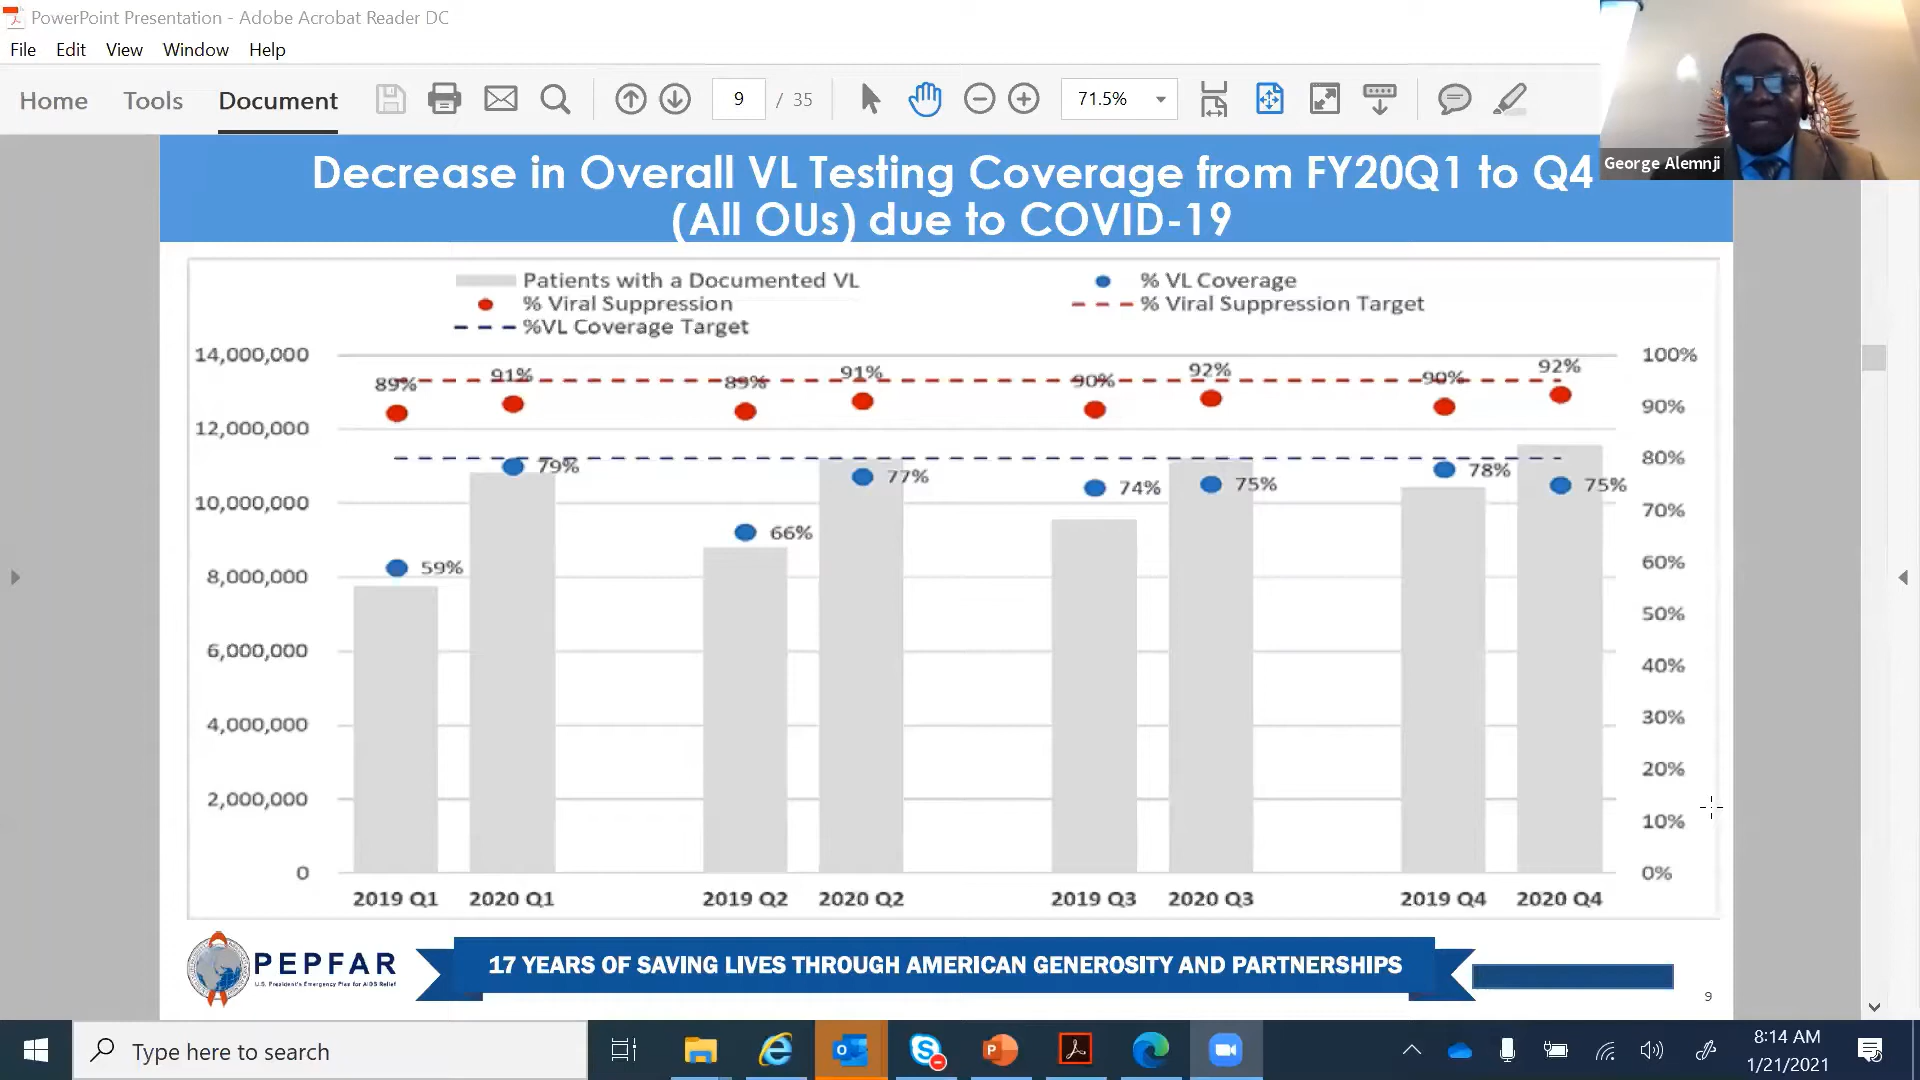 PowerPoint Presentation - Adobe Acrobat Reader DC
File Edit View Window Help
Home Tools Document 9 / 35 71.5%
George Alemnji
Decrease in Overall VL Testing Coverage from FY20Q1 to Q4
(All OUs) due to COVID-19
Patients with a Documented VL % VL Coverage
% Viral Suppression % Viral Suppression Target
%VL Coverage Target
14,000,000 100%
89% 91% 89% 91% 90% 92% 90% 92%
90%
12,000,000
80%
79% 77% 74% 75% 78% 75%
10,000,000 70%
66%
60%
59%
8,000,000
50%
6,000,000
40%
4,000,000 30%
20%
2,000,000
10%
0 0%
2019 Q1 2020 Q1 2019 Q2 2020 Q2 2019 Q3 2020 Q3 2019 Q4 2020 Q4
PEPFAR
U.S. President's Emergency Plan for AIDS Relief
17 YEARS OF SAVING LIVES THROUGH AMERICAN GENEROSITY AND PARTNERSHIPS
9
Type here to search
8:14 AM
1/21/2021